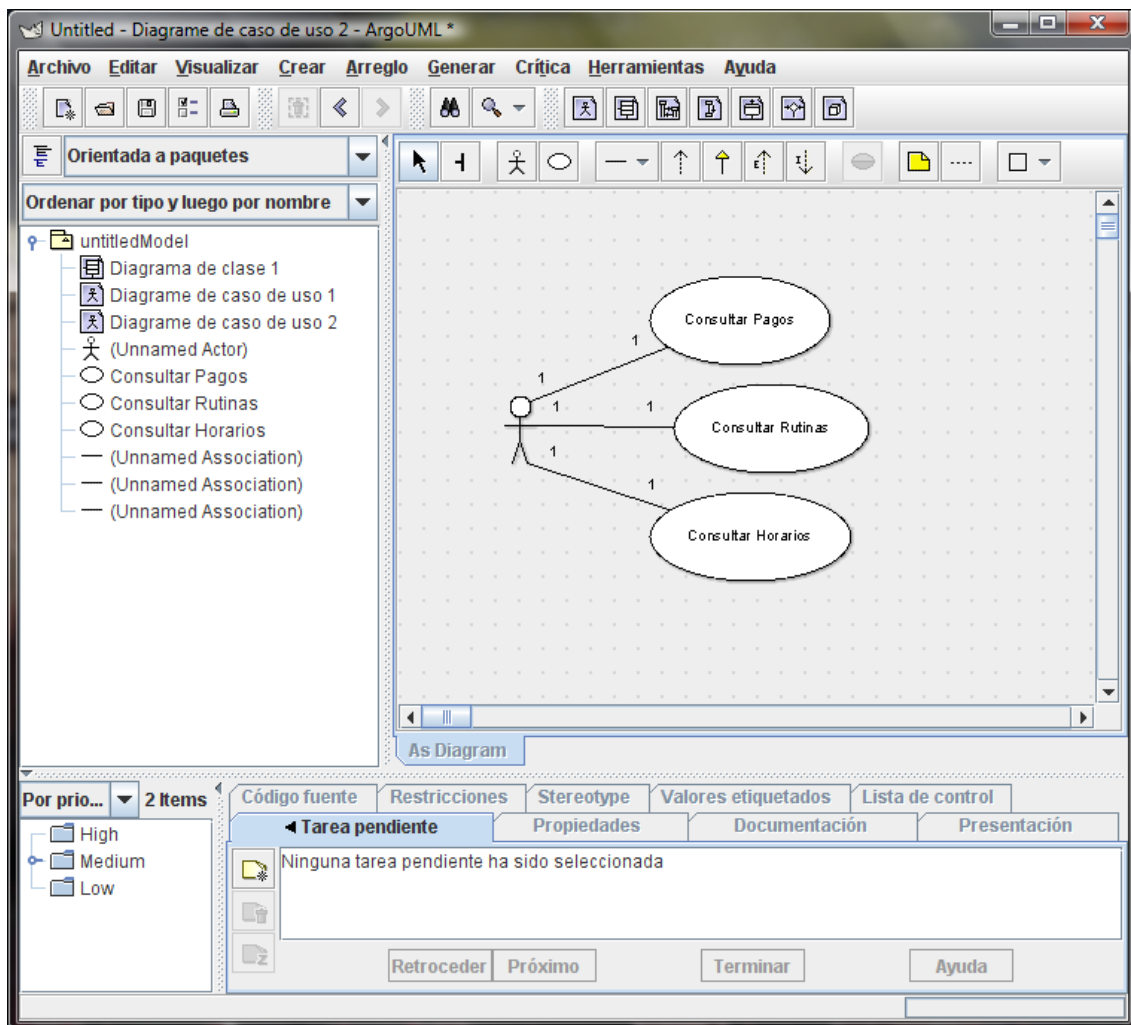 Untitled - Diagrame de caso de uso 2 - ArgoUML *
Archivo Editar Visualizar Crear Arreglo Generar Crítica Herramientas Ayuda
Orientada a paquetes
Ordenar por tipo y luego por nombre
untitledModel
Diagrama de clase 1
Diagrame de caso de uso 1
Diagrame de caso de uso 2
(Unnamed Actor)
Consultar Pagos
Consultar Rutinas
Consultar Horarios
(Unnamed Association)
(Unnamed Association)
(Unnamed Association)
E
I
Consultar Pagos
1
1
1
1
Consultar Rutinas
1
1
Consultar Horarios
As Diagram
Por prio...
2 Items
High
Medium
Low
Código fuente
Restricciones
Stereotype
Valores etiquetados
Lista de control
Tarea pendiente
Propiedades
Documentación
Presentación
Ninguna tarea pendiente ha sido seleccionada
Retroceder
Próximo
Terminar
Ayuda